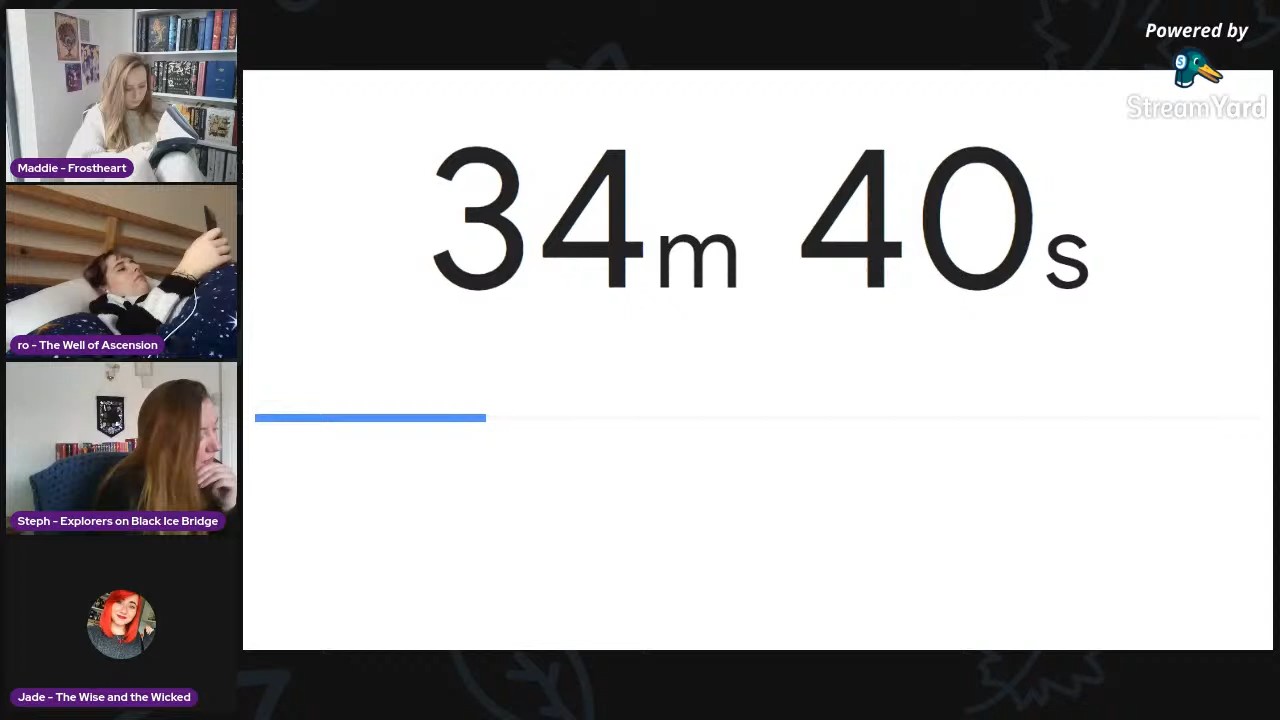 Powered by
StreamYard
Maddie - Frostheart
34m 40s
ro - The Well of Ascension
Steph - Explorers on Black Ice Bridge
Jade - The Wise and the Wicked